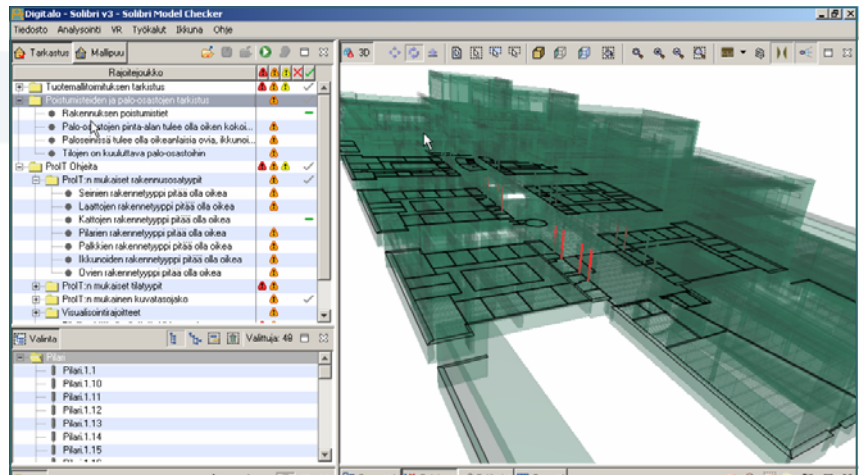 Digitalo - Solibri v3 - Solibri Model Checker
Tiedosto Analysointi VR Työkalut Ikkuna Ohje
Tarkastus Mallipuu
3D
Rajoitejoukko
Tuotemallitoimituksen tarkistus
Poistumisteiden ja palo-osastojen tarkistus
Rakennuksen poistumistiet
Palo-osastojen pinta-alan tulee olla oiken kokoi...
Paloseinissä tulee olla oikeanlaisia ovia, ikkunoi...
Tilojen on kuuluttava palo-osastoihin
ProIT Ohjeita
ProIT:n mukaiset rakennusosatyypit
Seinien rakennetyyppi pitää olla oikea
Laattojen rakennetyyppi pitää olla oikea
Kattojen rakennetyyppi pitää olla oikea
Pilarien rakennetyyppi pitää olla oikea
Palkkien rakennetyyppi pitää olla oikea
Ikkunoiden rakennetyyppi pitää olla oikea
Ovien rakennetyyppi pitaa olla oikea
ProIT:n mukaiset tilatyypit
ProIT:n mukainen kuvatasojako
Visualisointirajoitteet
Valinta
Valittuja: 48
Pilari
Pilari.1.1
Pilari.1.10
Pilari.1.11
Pilari.1.12
Pilari.1.13
Pilari.1.14
Pilari.1.15